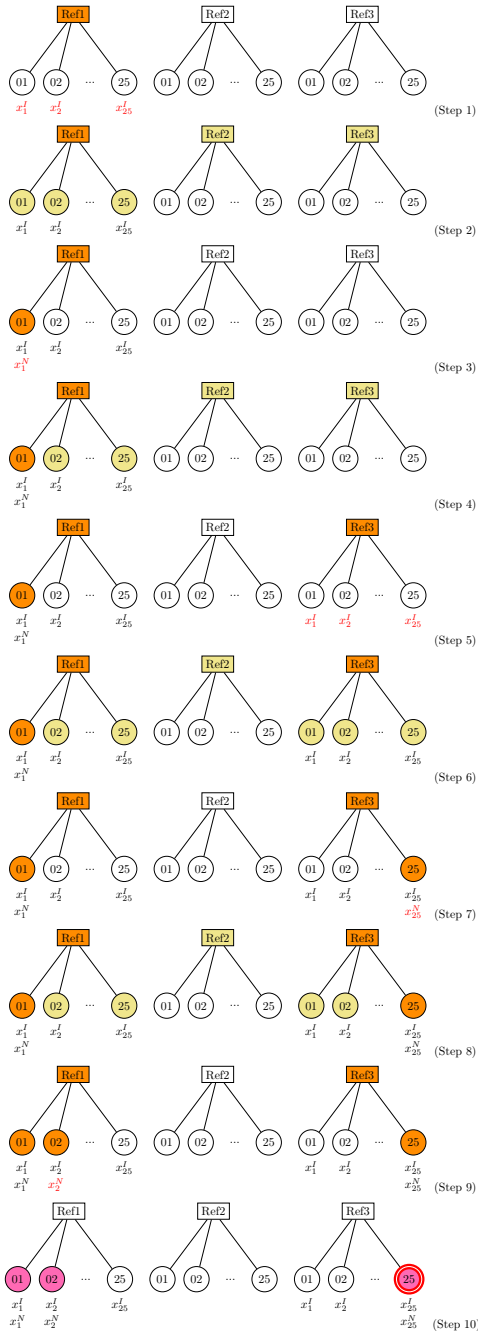 Ref1 Ref2 Ref3
01 02 ... 25 01 02 ... 25 01 02 ... 25
x_1^I x_2^I x_25^I (Step 1)
Ref1 Ref2 Ref3
01 02 ... 25 01 02 ... 25 01 02 ... 25
x_1^I x_2^I x_25^I (Step 2)
Ref1 Ref2 Ref3
01 02 ... 25 01 02 ... 25 01 02 ... 25
x_1^I x_2^I x_25^I
x_1^N (Step 3)
Ref1 Ref2 Ref3
01 02 ... 25 01 02 ... 25 01 02 ... 25
x_1^I x_2^I x_25^I
x_1^N (Step 4)
Ref1 Ref2 Ref3
01 02 ... 25 01 02 ... 25 01 02 ... 25
x_1^I x_2^I x_25^I x_1^I x_2^I x_25^I
x_1^N (Step 5)
Ref1 Ref2 Ref3
01 02 ... 25 01 02 ... 25 01 02 ... 25
x_1^I x_2^I x_25^I x_1^I x_2^I x_25^I
x_1^N (Step 6)
Ref1 Ref2 Ref3
01 02 ... 25 01 02 ... 25 01 02 ... 25
x_1^I x_2^I x_25^I x_1^I x_2^I x_25^I
x_1^N x_25^N (Step 7)
Ref1 Ref2 Ref3
01 02 ... 25 01 02 ... 25 01 02 ... 25
x_1^I x_2^I x_25^I x_1^I x_2^I x_25^I
x_1^N x_25^N (Step 8)
Ref1 Ref2 Ref3
01 02 ... 25 01 02 ... 25 01 02 ... 25
x_1^I x_2^I x_25^I x_1^I x_2^I x_25^I
x_1^N x_2^N x_25^N (Step 9)
Ref1 Ref2 Ref3
01 02 ... 25 01 02 ... 25 01 02 ... 25
x_1^I x_2^I x_25^I x_1^I x_2^I x_25^I
x_1^N x_2^N x_25^N (Step 10)